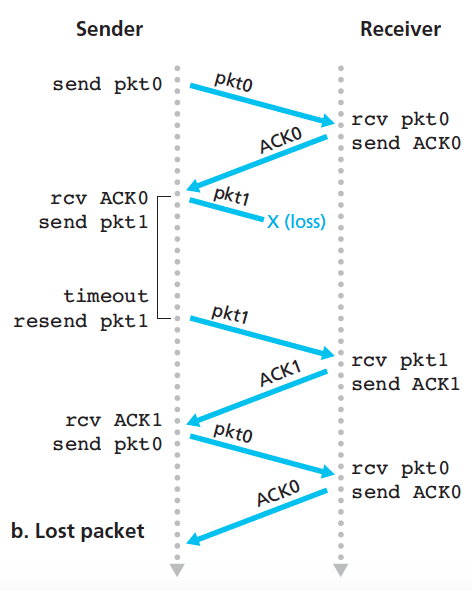 Sender
Receiver
send pkt0
pkt0
rcv pkt0
send ACK0
ACK0
rcv ACK0
send pkt1
pkt1
X (loss)
timeout
resend pkt1
pkt1
rcv pkt1
send ACK1
ACK1
rcv ACK1
send pkt0
pkt0
rcv pkt0
send ACK0
ACK0
b. Lost packet